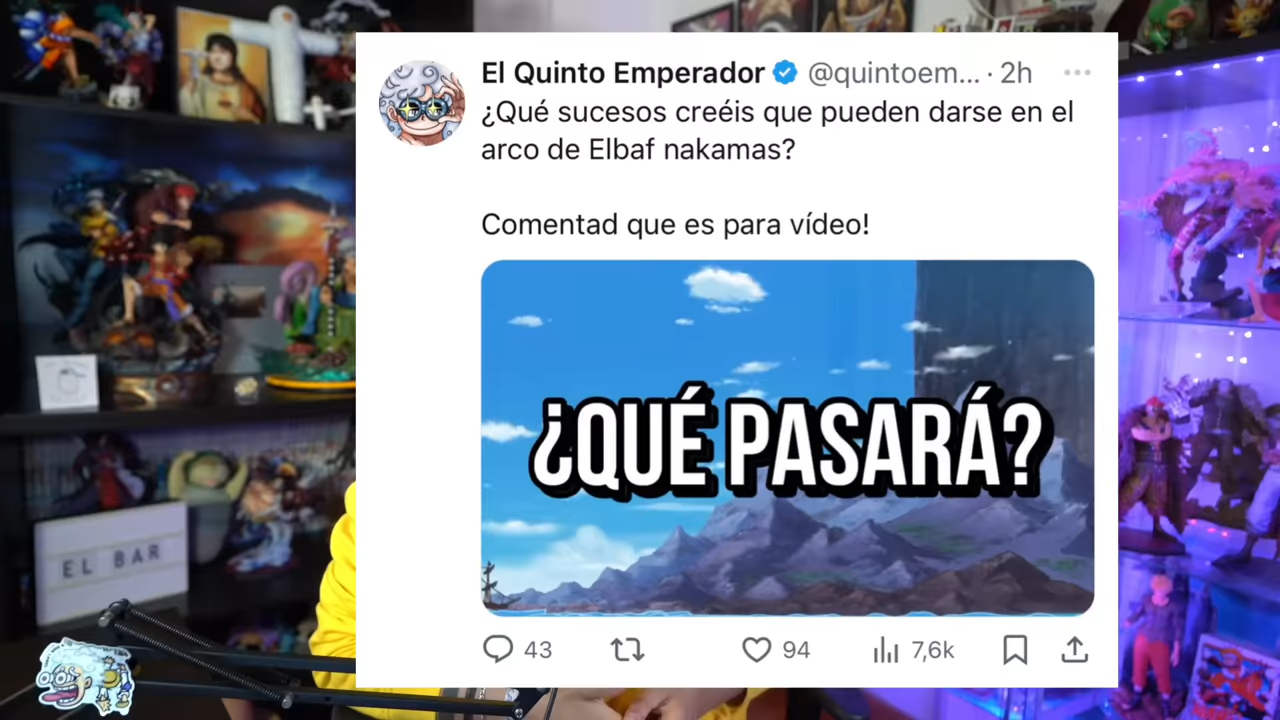 El Quinto Emperador @quintoem... · 2h
¿Qué sucesos creéis que pueden darse en el
arco de Elbaf nakamas?
Comentad que es para vídeo!
¿QUÉ PASARÁ?
43 94 7,6k
EL BAR